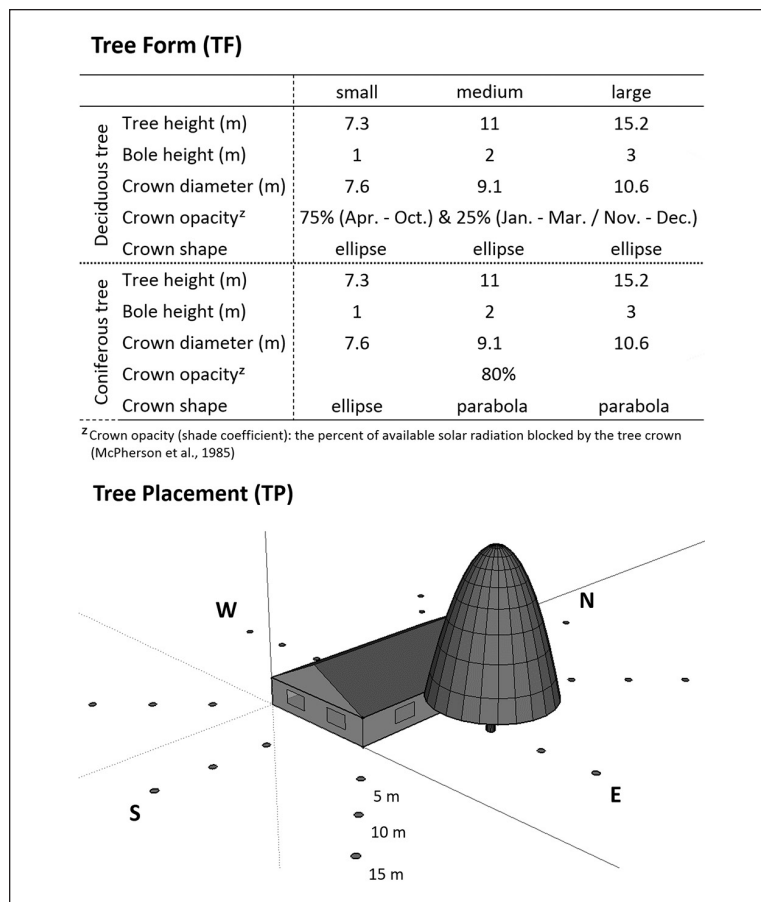 Tree Form (TF)
small medium large
Deciduous tree
Tree height (m) 7.3 11 15.2
Bole height (m) 1 2 3
Crown diameter (m) 7.6 9.1 10.6
Crown opacityᶻ 75% (Apr. - Oct.) & 25% (Jan. - Mar. / Nov. - Dec.)
Crown shape ellipse ellipse ellipse
Coniferous tree
Tree height (m) 7.3 11 15.2
Bole height (m) 1 2 3
Crown diameter (m) 7.6 9.1 10.6
Crown opacityᶻ 80%
Crown shape ellipse parabola parabola
ᶻ Crown opacity (shade coefficient): the percent of available solar radiation blocked by the tree crown
(McPherson et al., 1985)
Tree Placement (TP)
W
N
S
E
5 m
10 m
15 m